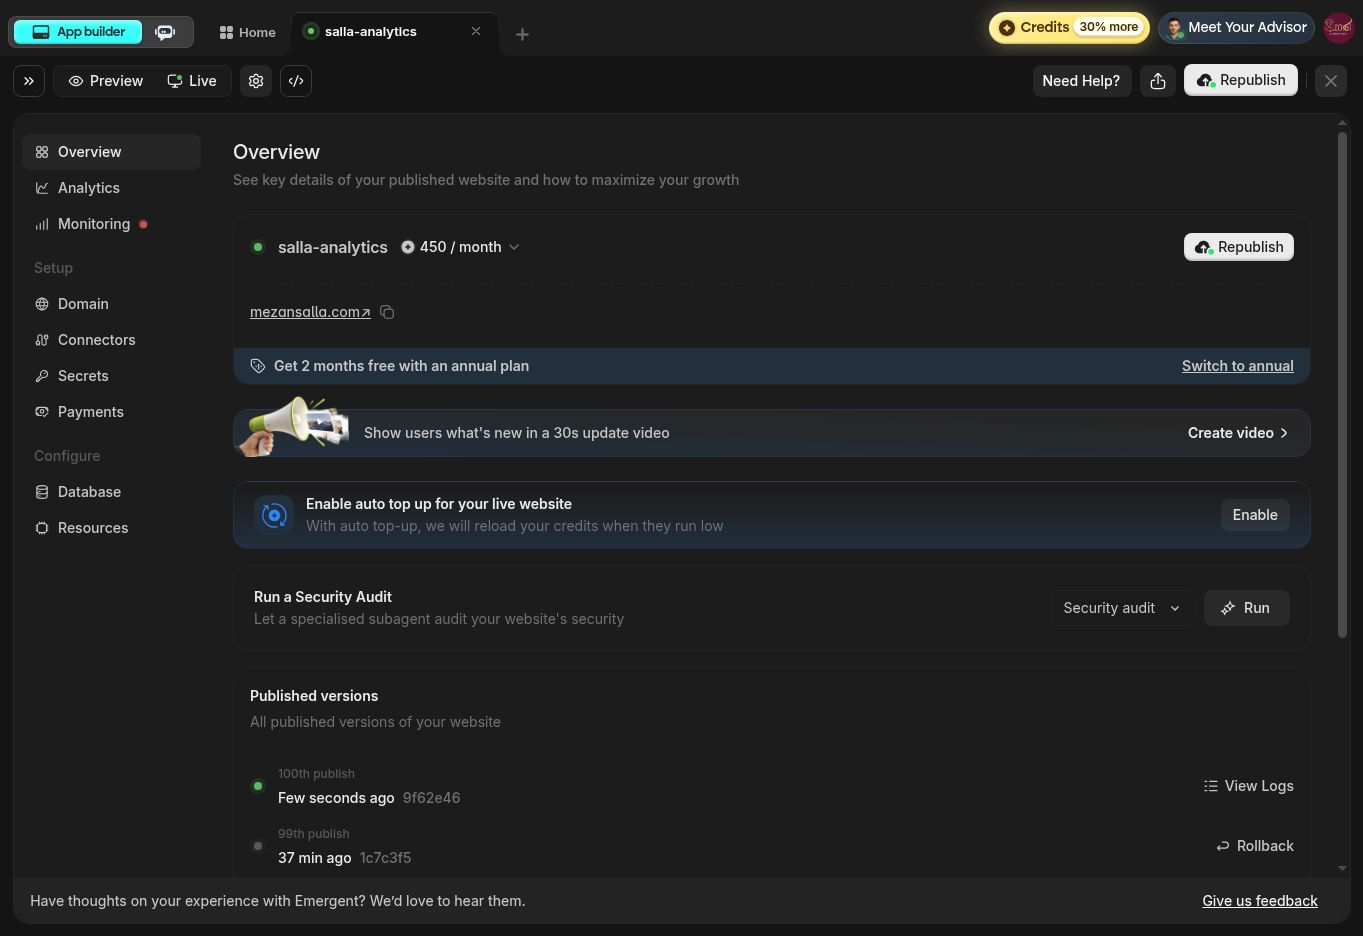 App builder
Home
salla-analytics
Credits 30% more
Meet Your Advisor
Preview
Live
Need Help?
Republish
Overview
Analytics
Monitoring
Setup
Domain
Connectors
Secrets
Payments
Configure
Database
Resources
Overview
See key details of your published website and how to maximize your growth
salla-analytics
450 / month
Republish
mezansalla.com↗
Get 2 months free with an annual plan
Switch to annual
Show users what's new in a 30s update video
Create video
Enable auto top up for your live website
With auto top-up, we will reload your credits when they run low
Enable
Run a Security Audit
Let a specialised subagent audit your website's security
Security audit
Run
Published versions
All published versions of your website
100th publish
Few seconds ago 9f62e46
View Logs
99th publish
37 min ago 1c7c3f5
Rollback
Have thoughts on your experience with Emergent? We'd love to hear them.
Give us feedback